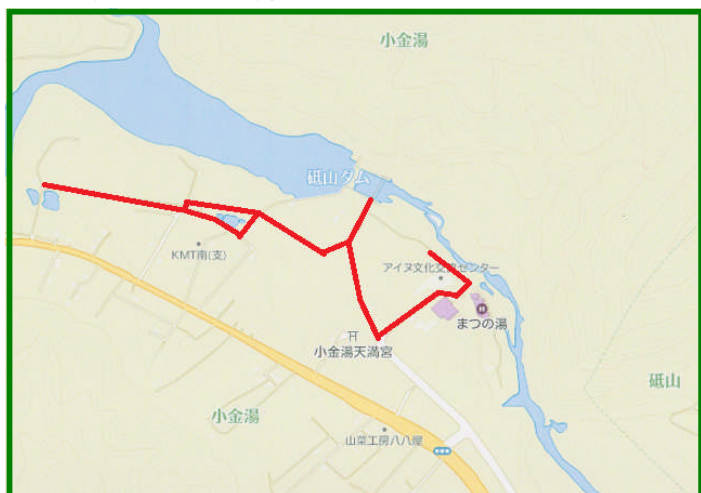 小金湯
砥山ダム
KMT南(支)
アイヌ文化交流センター
まつの湯
小金湯天満宮
砥山
小金湯
山菜工房八八屋